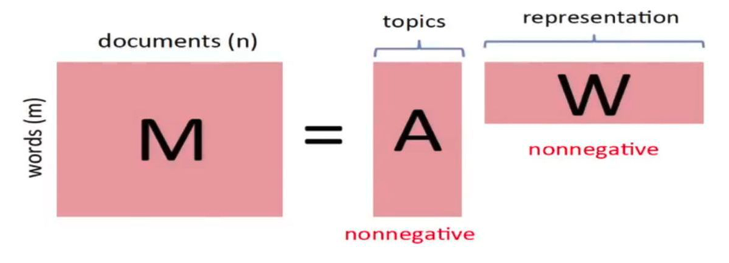 documents (n)
topics
representation
words (m)
M
=
A
W
nonnegative
nonnegative